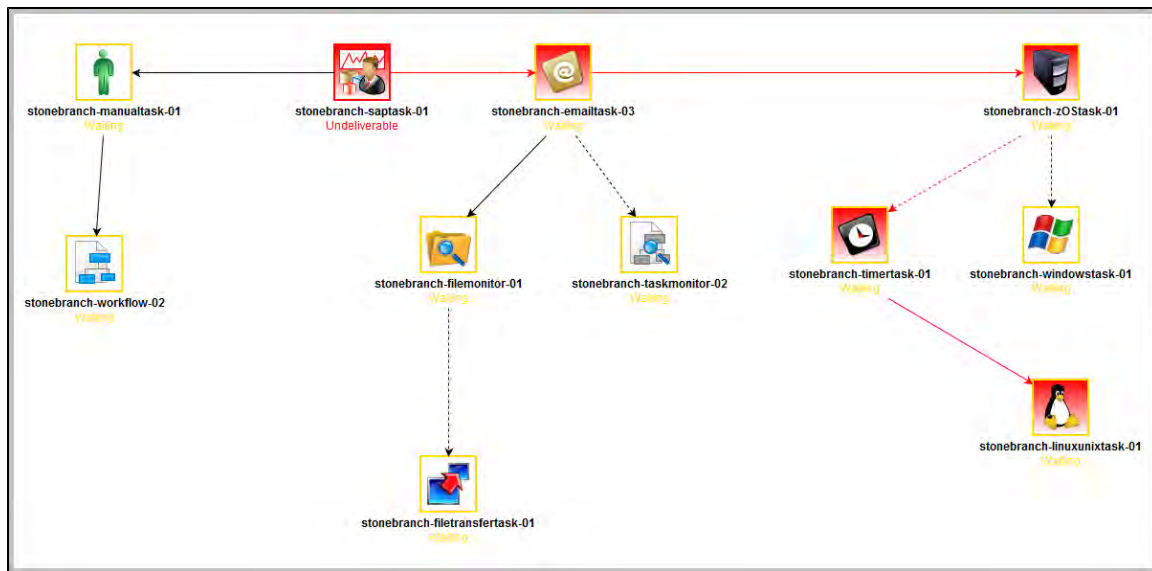 stonebranch-manualtask-01
Waiting
stonebranch-saptask-01
Undeliverable
stonebranch-emailtask-03
Waiting
stonebranch-zOStask-01
Waiting
stonebranch-workflow-02
Waiting
stonebranch-filemonitor-01
Waiting
stonebranch-taskmonitor-02
Waiting
stonebranch-timertask-01
Waiting
stonebranch-windowstask-01
Waiting
stonebranch-linuxunixtask-01
Waiting
stonebranch-filetransfertask-01
Waiting